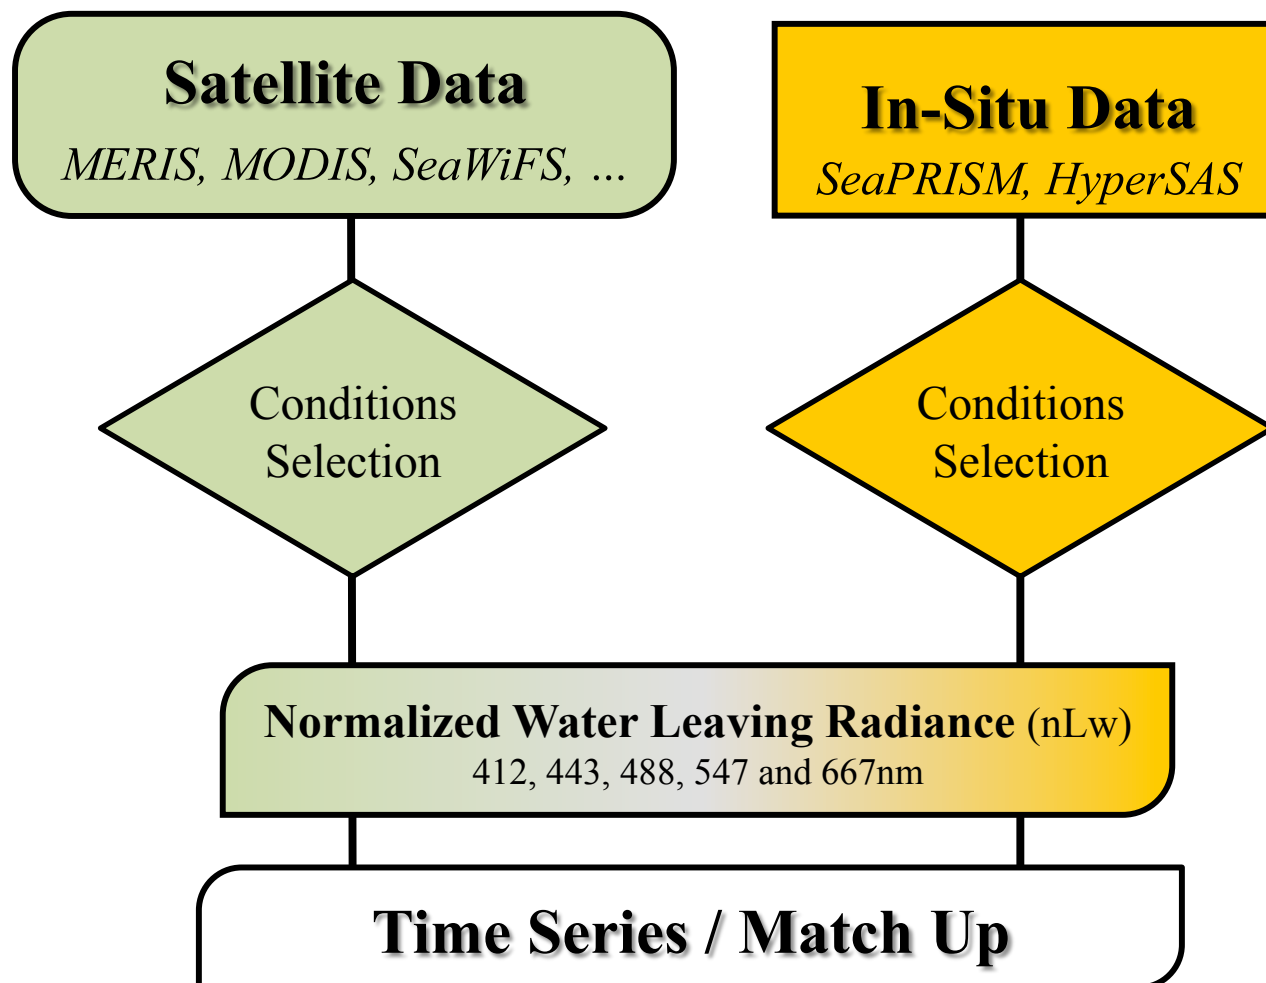 Satellite Data
MERIS, MODIS, SeaWiFS, ...
In-Situ Data
SeaPRISM, HyperSAS
Conditions
Selection
Conditions
Selection
Normalized Water Leaving Radiance (nLw)
412, 443, 488, 547 and 667nm
Time Series / Match Up